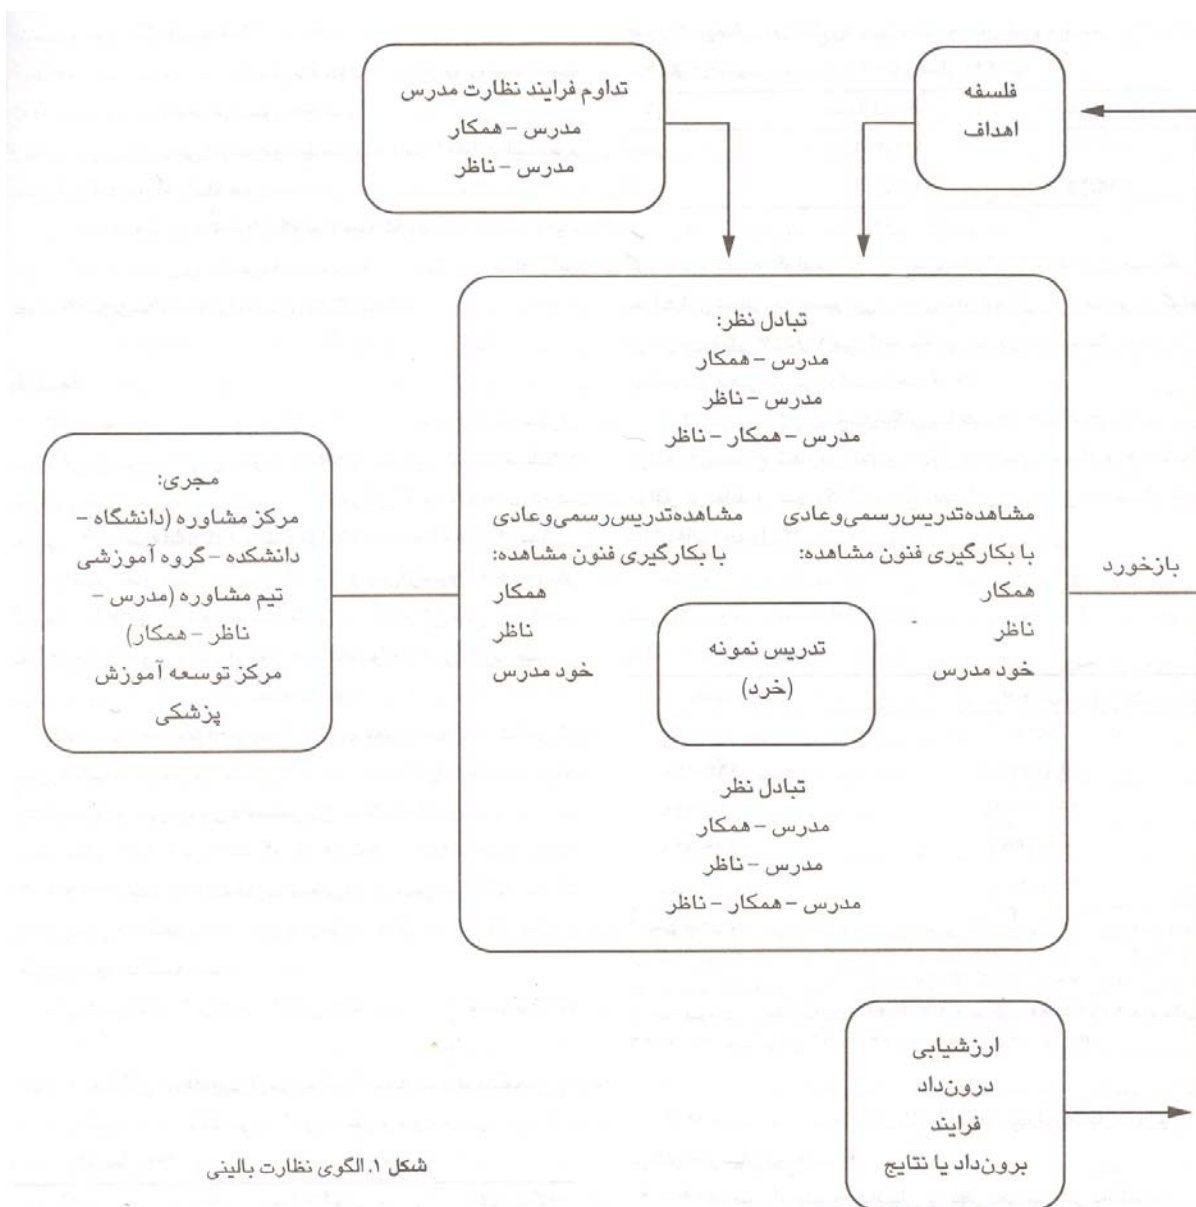 فلسفه
اهداف
تداوم فرایند نظارت مدرس
مدرس – همکار
مدرس – ناظر
تبادل نظر:
مدرس – همکار
مدرس – ناظر
مدرس – همکار – ناظر
مشاهده‌تدریس‌رسمی‌وعادی
با بکارگیری فنون مشاهده:
همکار
ناظر
خود مدرس
مشاهده‌تدریس‌رسمی‌وعادی
با بکارگیری فنون مشاهده:
همکار
ناظر
خود مدرس
تدریس نمونه
(خرد)
تبادل نظر
مدرس – همکار
مدرس – ناظر
مدرس – همکار – ناظر
بازخورد
مجری:
مرکز مشاوره (دانشگاه –
دانشکده – گروه آموزشی
تیم مشاوره (مدرس –
ناظر – همکار)
مرکز توسعه آموزش
پزشکی
ارزشیابی
درون‌داد
فرایند
برون‌داد یا نتایج
شکل ۱. الگوی نظارت بالینی